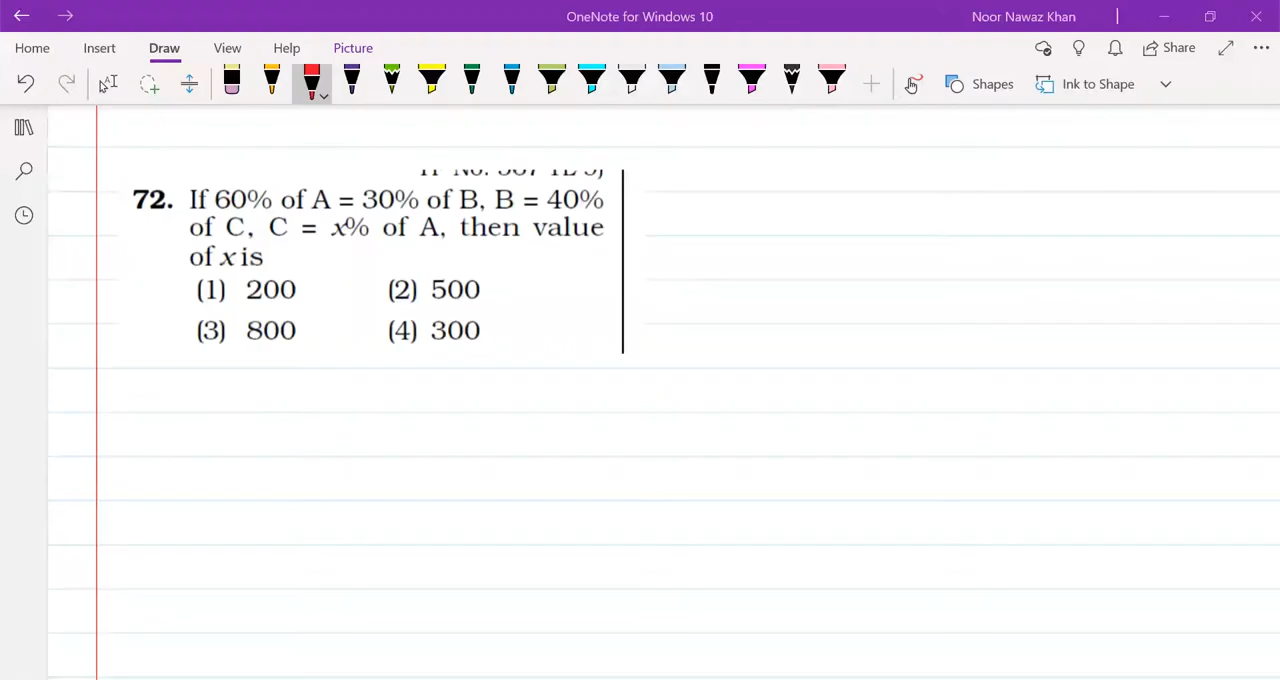 OneNote for Windows 10
Noor Nawaz Khan
Home Insert Draw View Help Picture
Share
Shapes
Ink to Shape
72. If 60% of A = 30% of B, B = 40%
of C, C = x% of A, then value
of x is
(1) 200 (2) 500
(3) 800 (4) 300